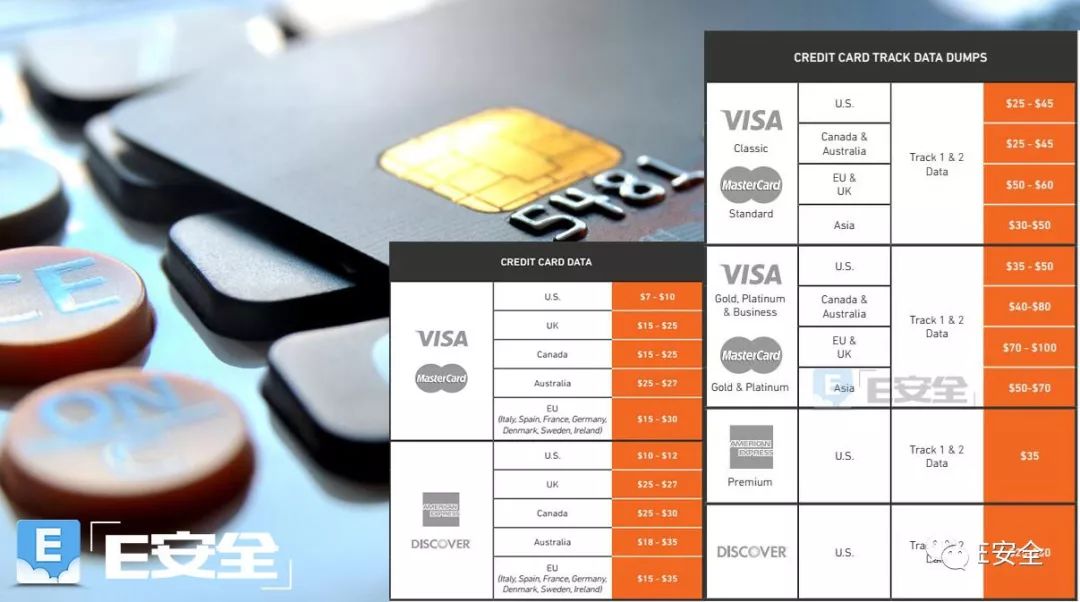 5481
CE
ON
C
CREDIT CARD DATA
VISA
MasterCard
U.S.
$7 - $10
UK
$15 - $25
Canada
$15 - $25
Australia
$25 - $27
EU
(Italy, Spain, France, Germany,
Denmark, Sweden, Ireland)
$15 - $30
AMERICAN
EXPRESS
DISCOVER
U.S.
$10 - $12
UK
$25 - $27
Canada
$25 - $30
Australia
$18 - $35
EU
(Italy, Spain, France, Germany,
Denmark, Sweden, Ireland)
$15 - $35
CREDIT CARD TRACK DATA DUMPS
VISA
Classic
MasterCard
Standard
U.S.
Canada &
Australia
EU &
UK
Asia
Track 1 & 2
Data
$25 - $45
$25 - $45
$50 - $60
$30-$50
VISA
Gold, Platinum
& Business
MasterCard
Gold & Platinum
U.S.
Canada &
Australia
EU &
UK
Asia
Track 1 & 2
Data
$35 - $50
$40-$80
$70 - $100
$50-$70
AMERICAN
EXPRESS
Premium
U.S.
Track 1 & 2
Data
$35
DISCOVER
U.S.
E安全
E
E安全
E安全